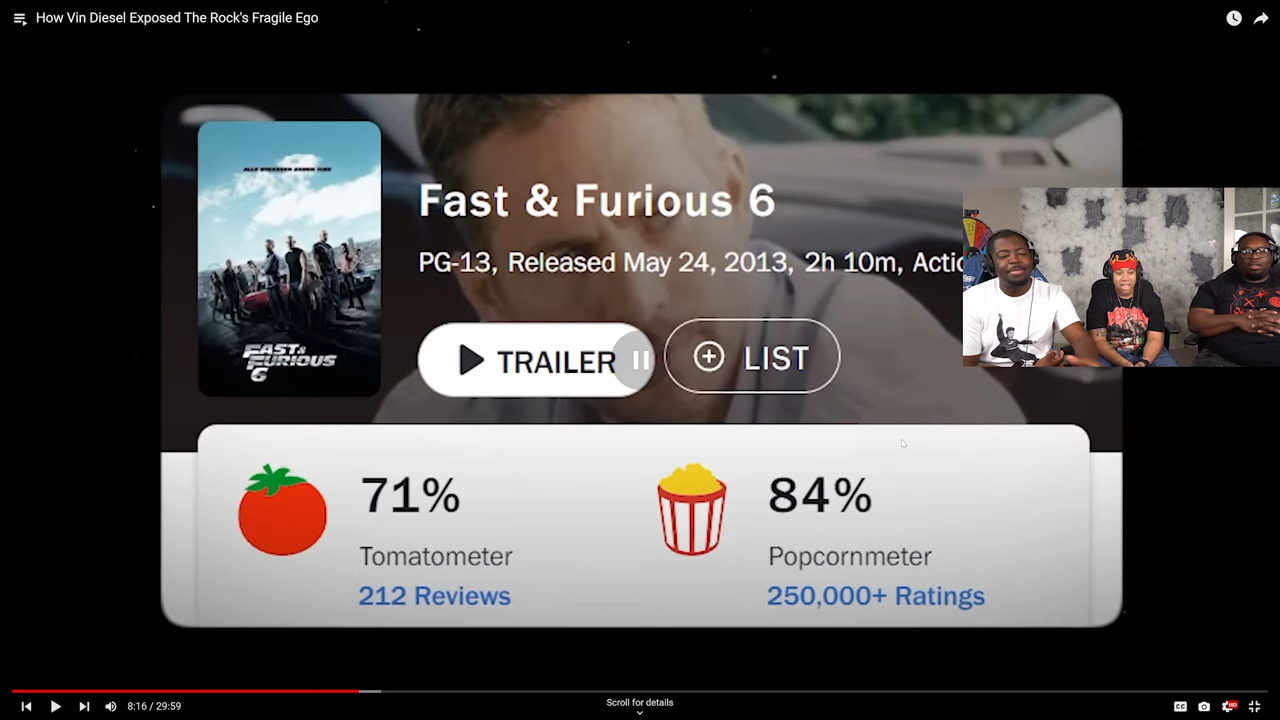 How Vin Diesel Exposed The Rock's Fragile Ego
Fast & Furious 6
PG-13, Released May 24, 2013, 2h 10m, Actio
TRAILER
LIST
FAST &
FURIOUS
6
71%
84%
Tomatometer
Popcornmeter
212 Reviews
250,000+ Ratings
8:16 / 29:59
Scroll for details
CC
HD